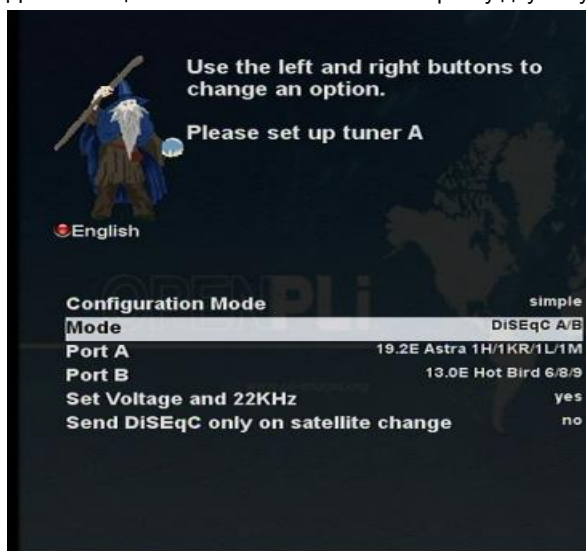 Use the left and right buttons to
change an option.
Please set up tuner A
English
OPENPLi
Configuration Mode simple
Mode DiSEqC A/B
Port A 19.2E Astra 1H/1KR/1L/1M
Port B 13.0E Hot Bird 6/8/9
Set Voltage and 22KHz yes
Send DiSEqC only on satellite change no